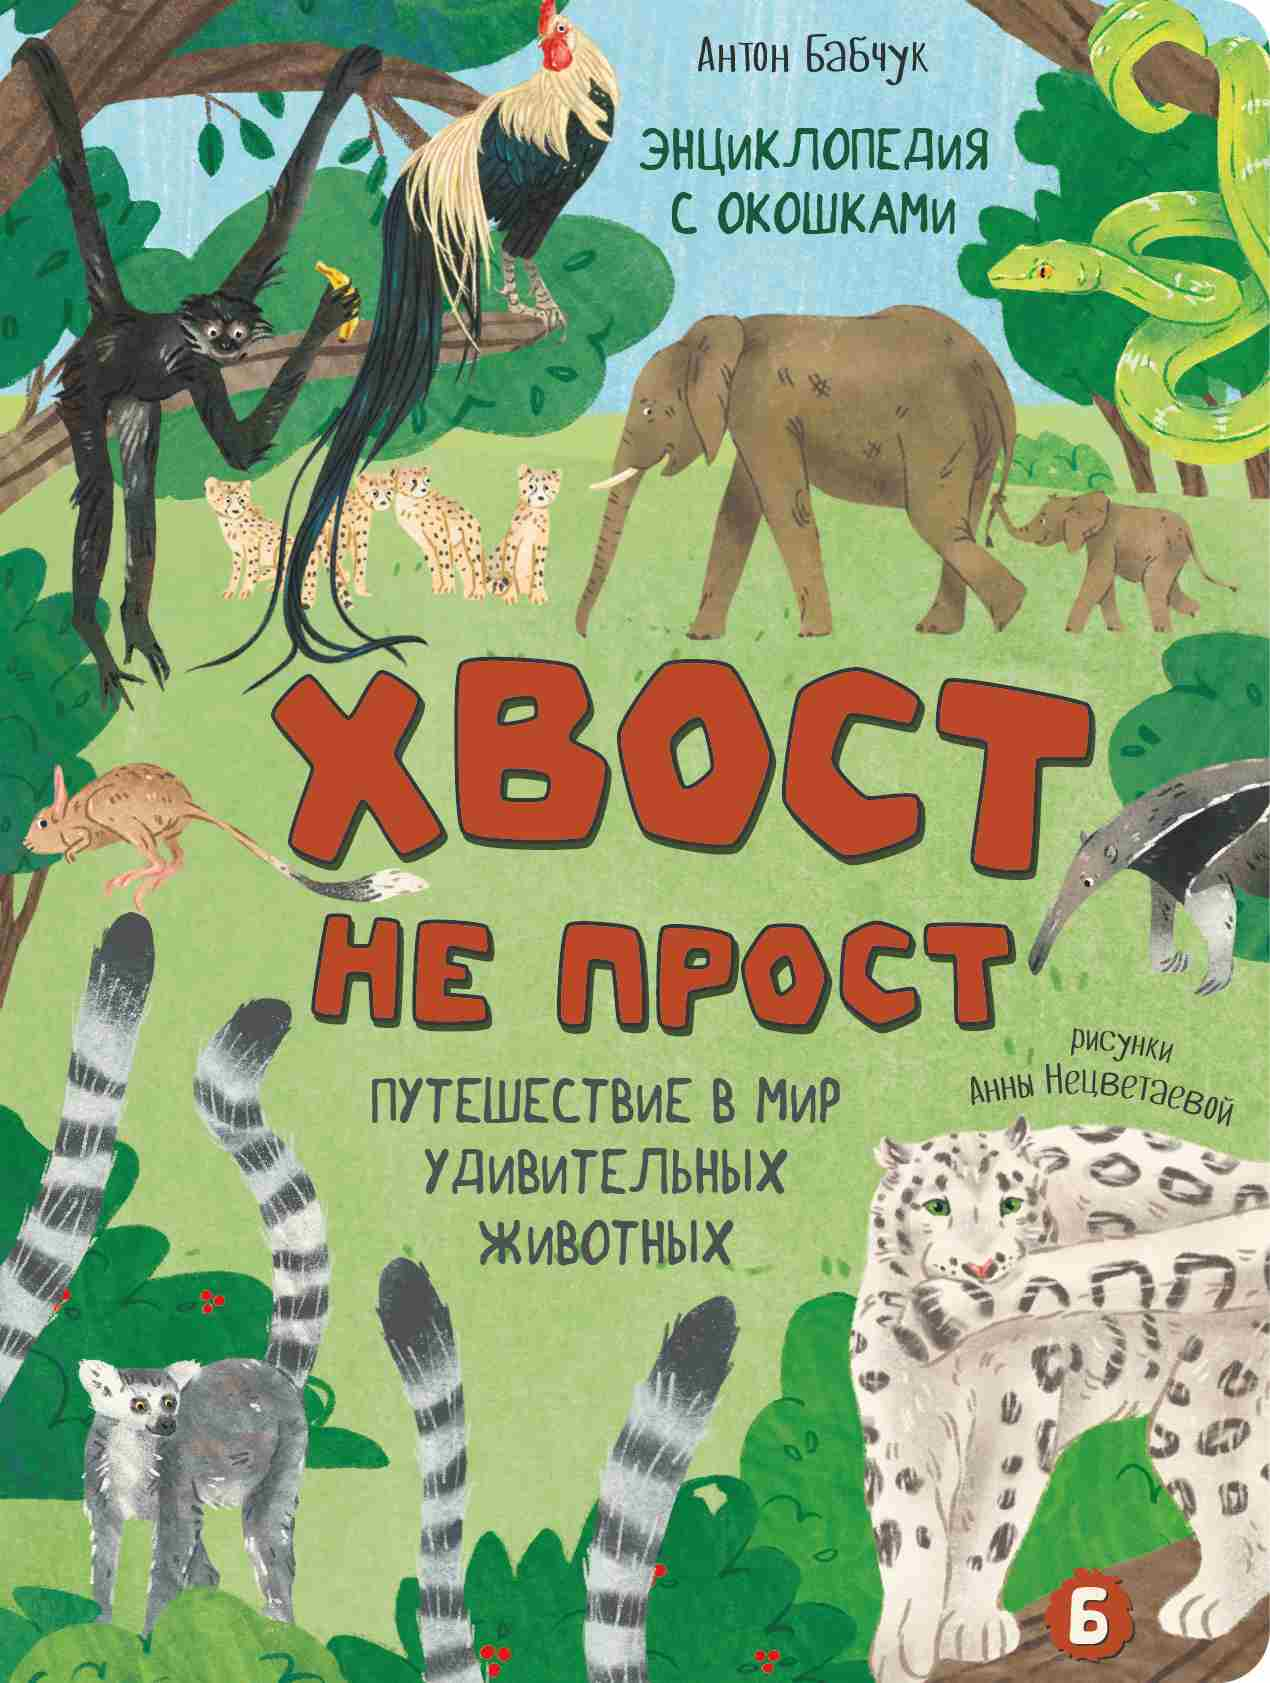 Антон Бабчук
ЭНЦИКЛОПЕДИЯ
С ОКОШКАМИ
ХВОСТ
НЕ ПРОСТ
рисунки
Анны Нецветаевой
ПУТЕШЕСТВИЕ В МИР
УДИВИТЕЛЬНЫХ
ЖИВОТНЫХ
Б